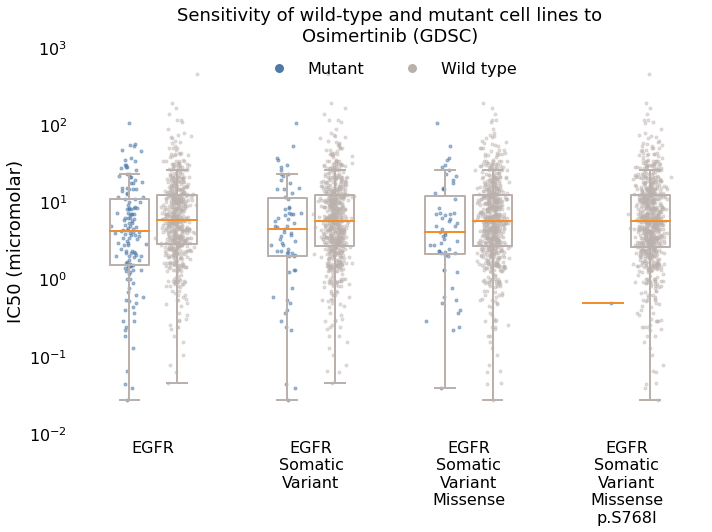 Sensitivity of wild-type and mutant cell lines to
Osimertinib (GDSC)
Mutant
Wild type
IC50 (micromolar)
10³
10²
10¹
10⁰
10⁻¹
10⁻²
EGFR
EGFR
Somatic
Variant
EGFR
Somatic
Variant
Missense
EGFR
Somatic
Variant
Missense
p.S768I